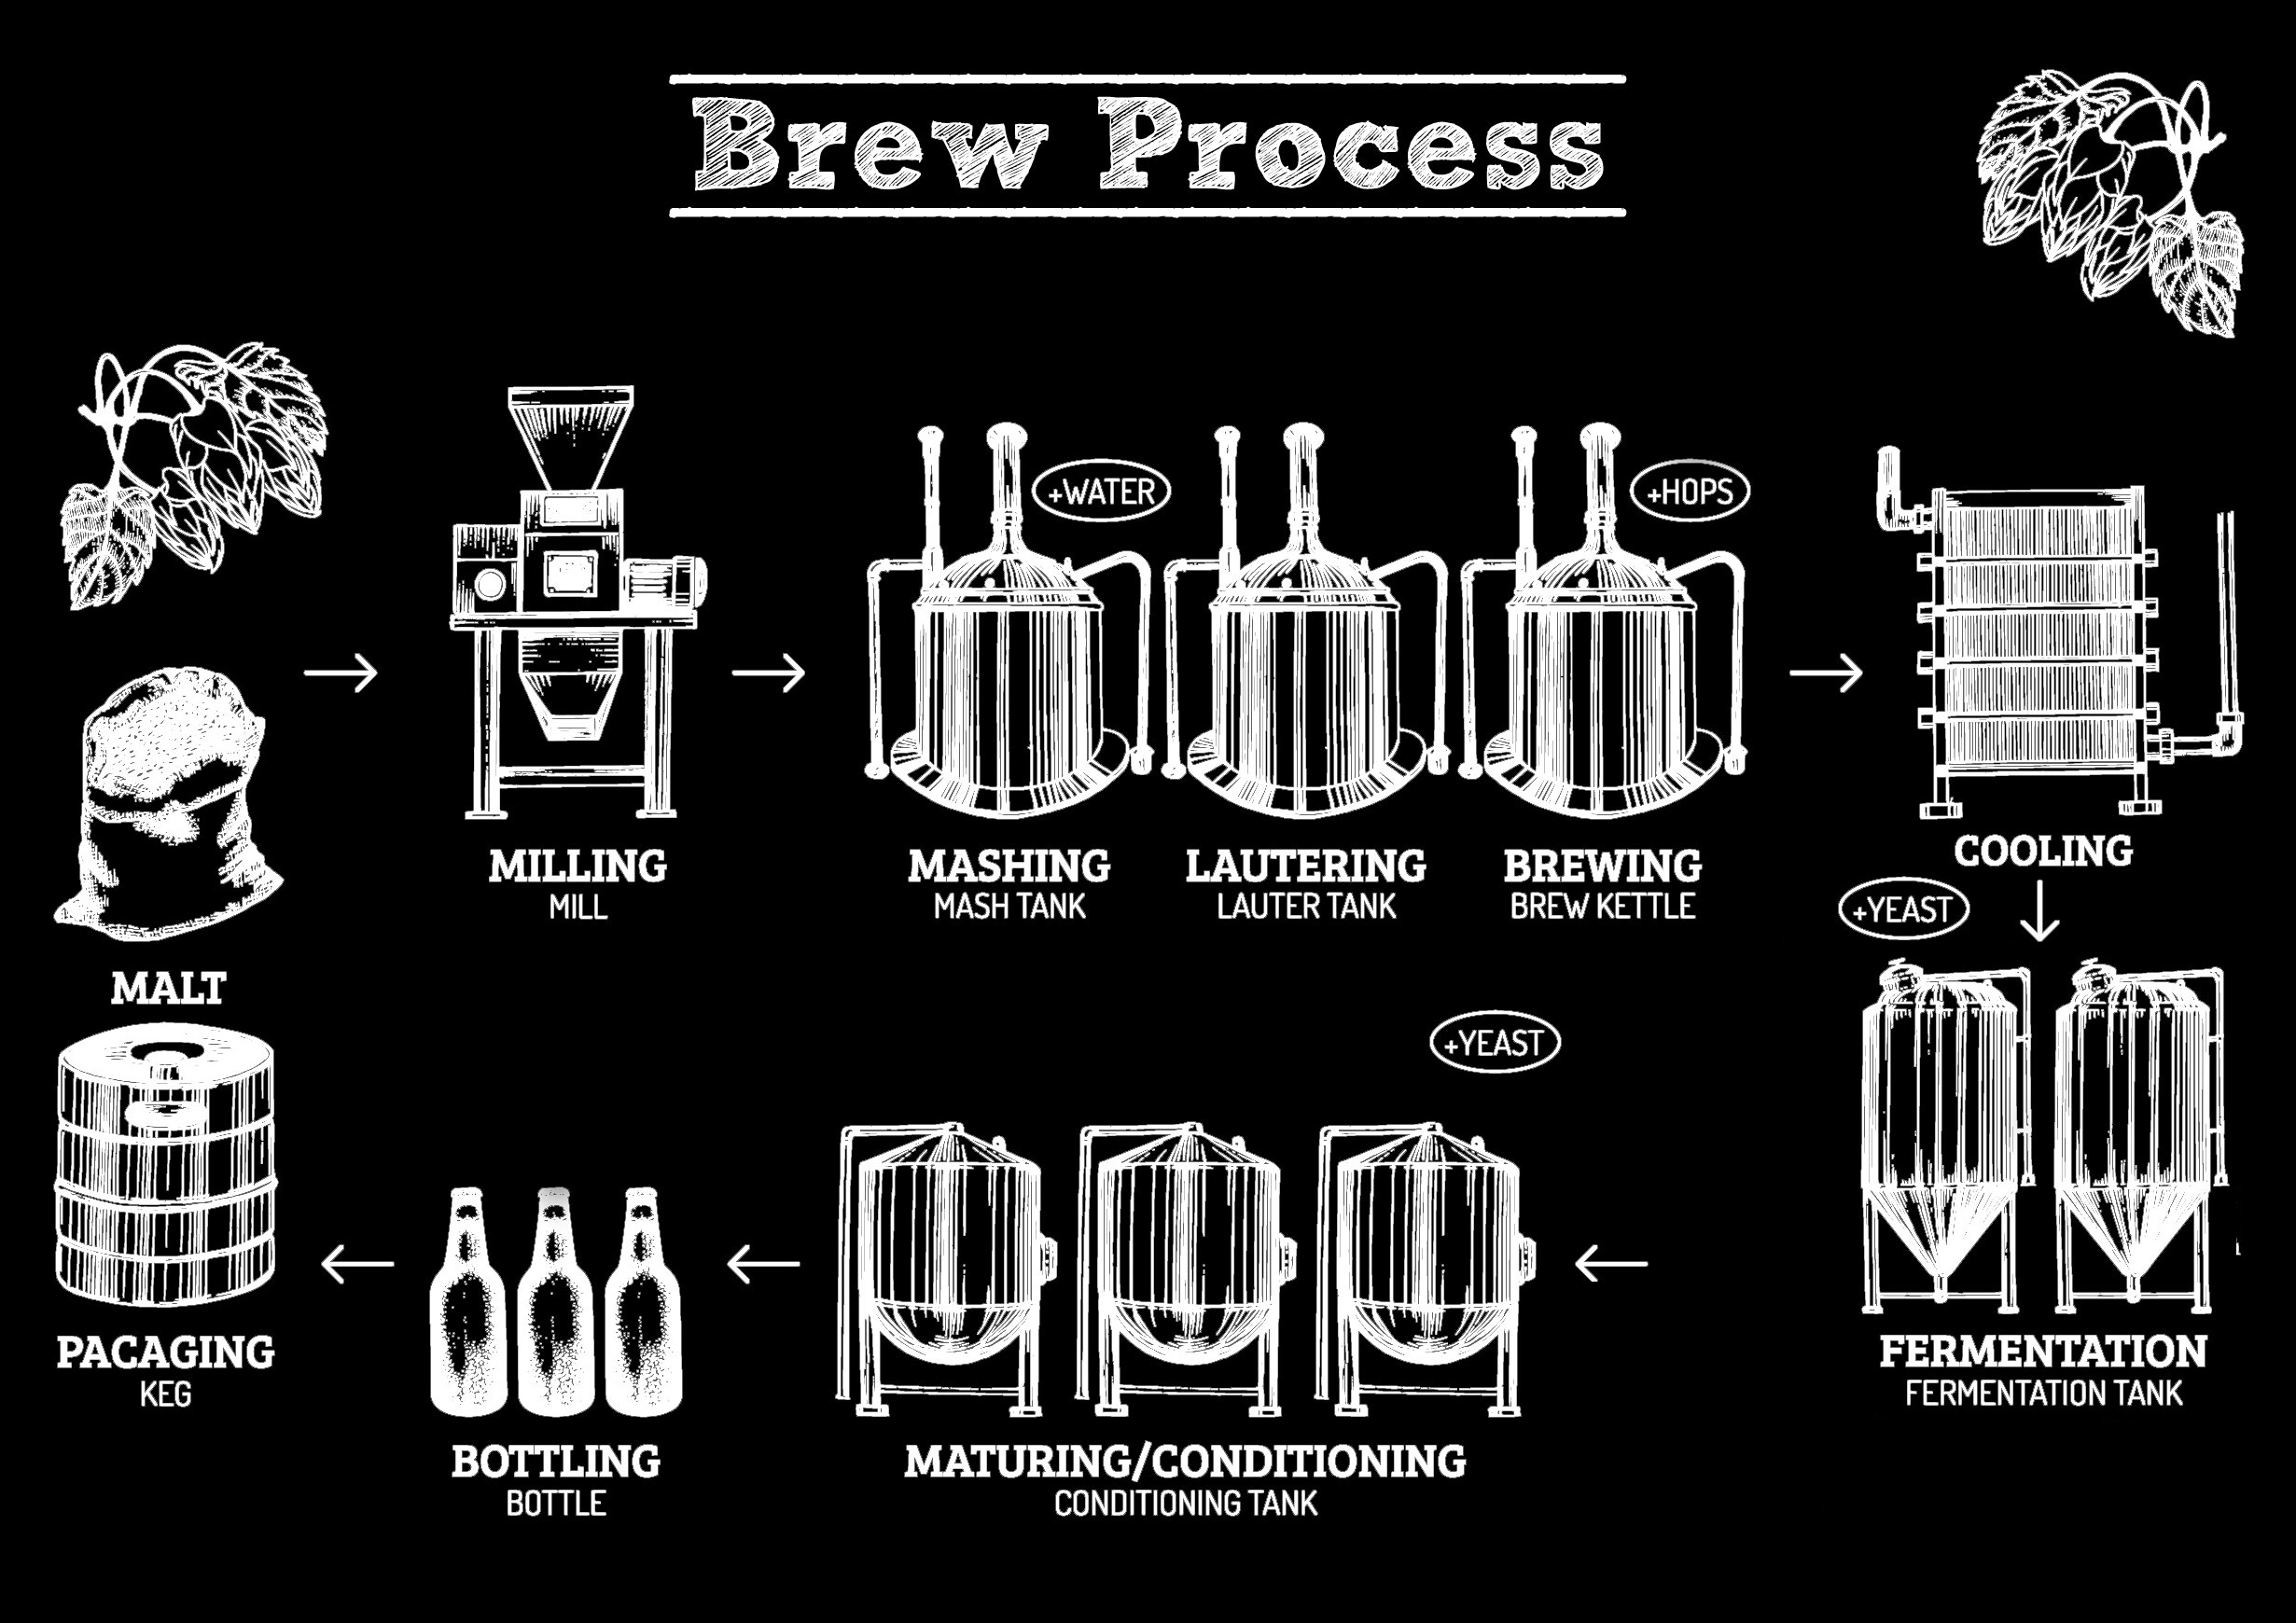 Brew Process
+WATER
+HOPS
MILLING
MILL
MASHING
MASH TANK
LAUTERING
LAUTER TANK
BREWING
BREW KETTLE
COOLING
+YEAST
MALT
+YEAST
FERMENTATION
FERMENTATION TANK
MATURING/CONDITIONING
CONDITIONING TANK
BOTTLING
BOTTLE
PACAGING
KEG